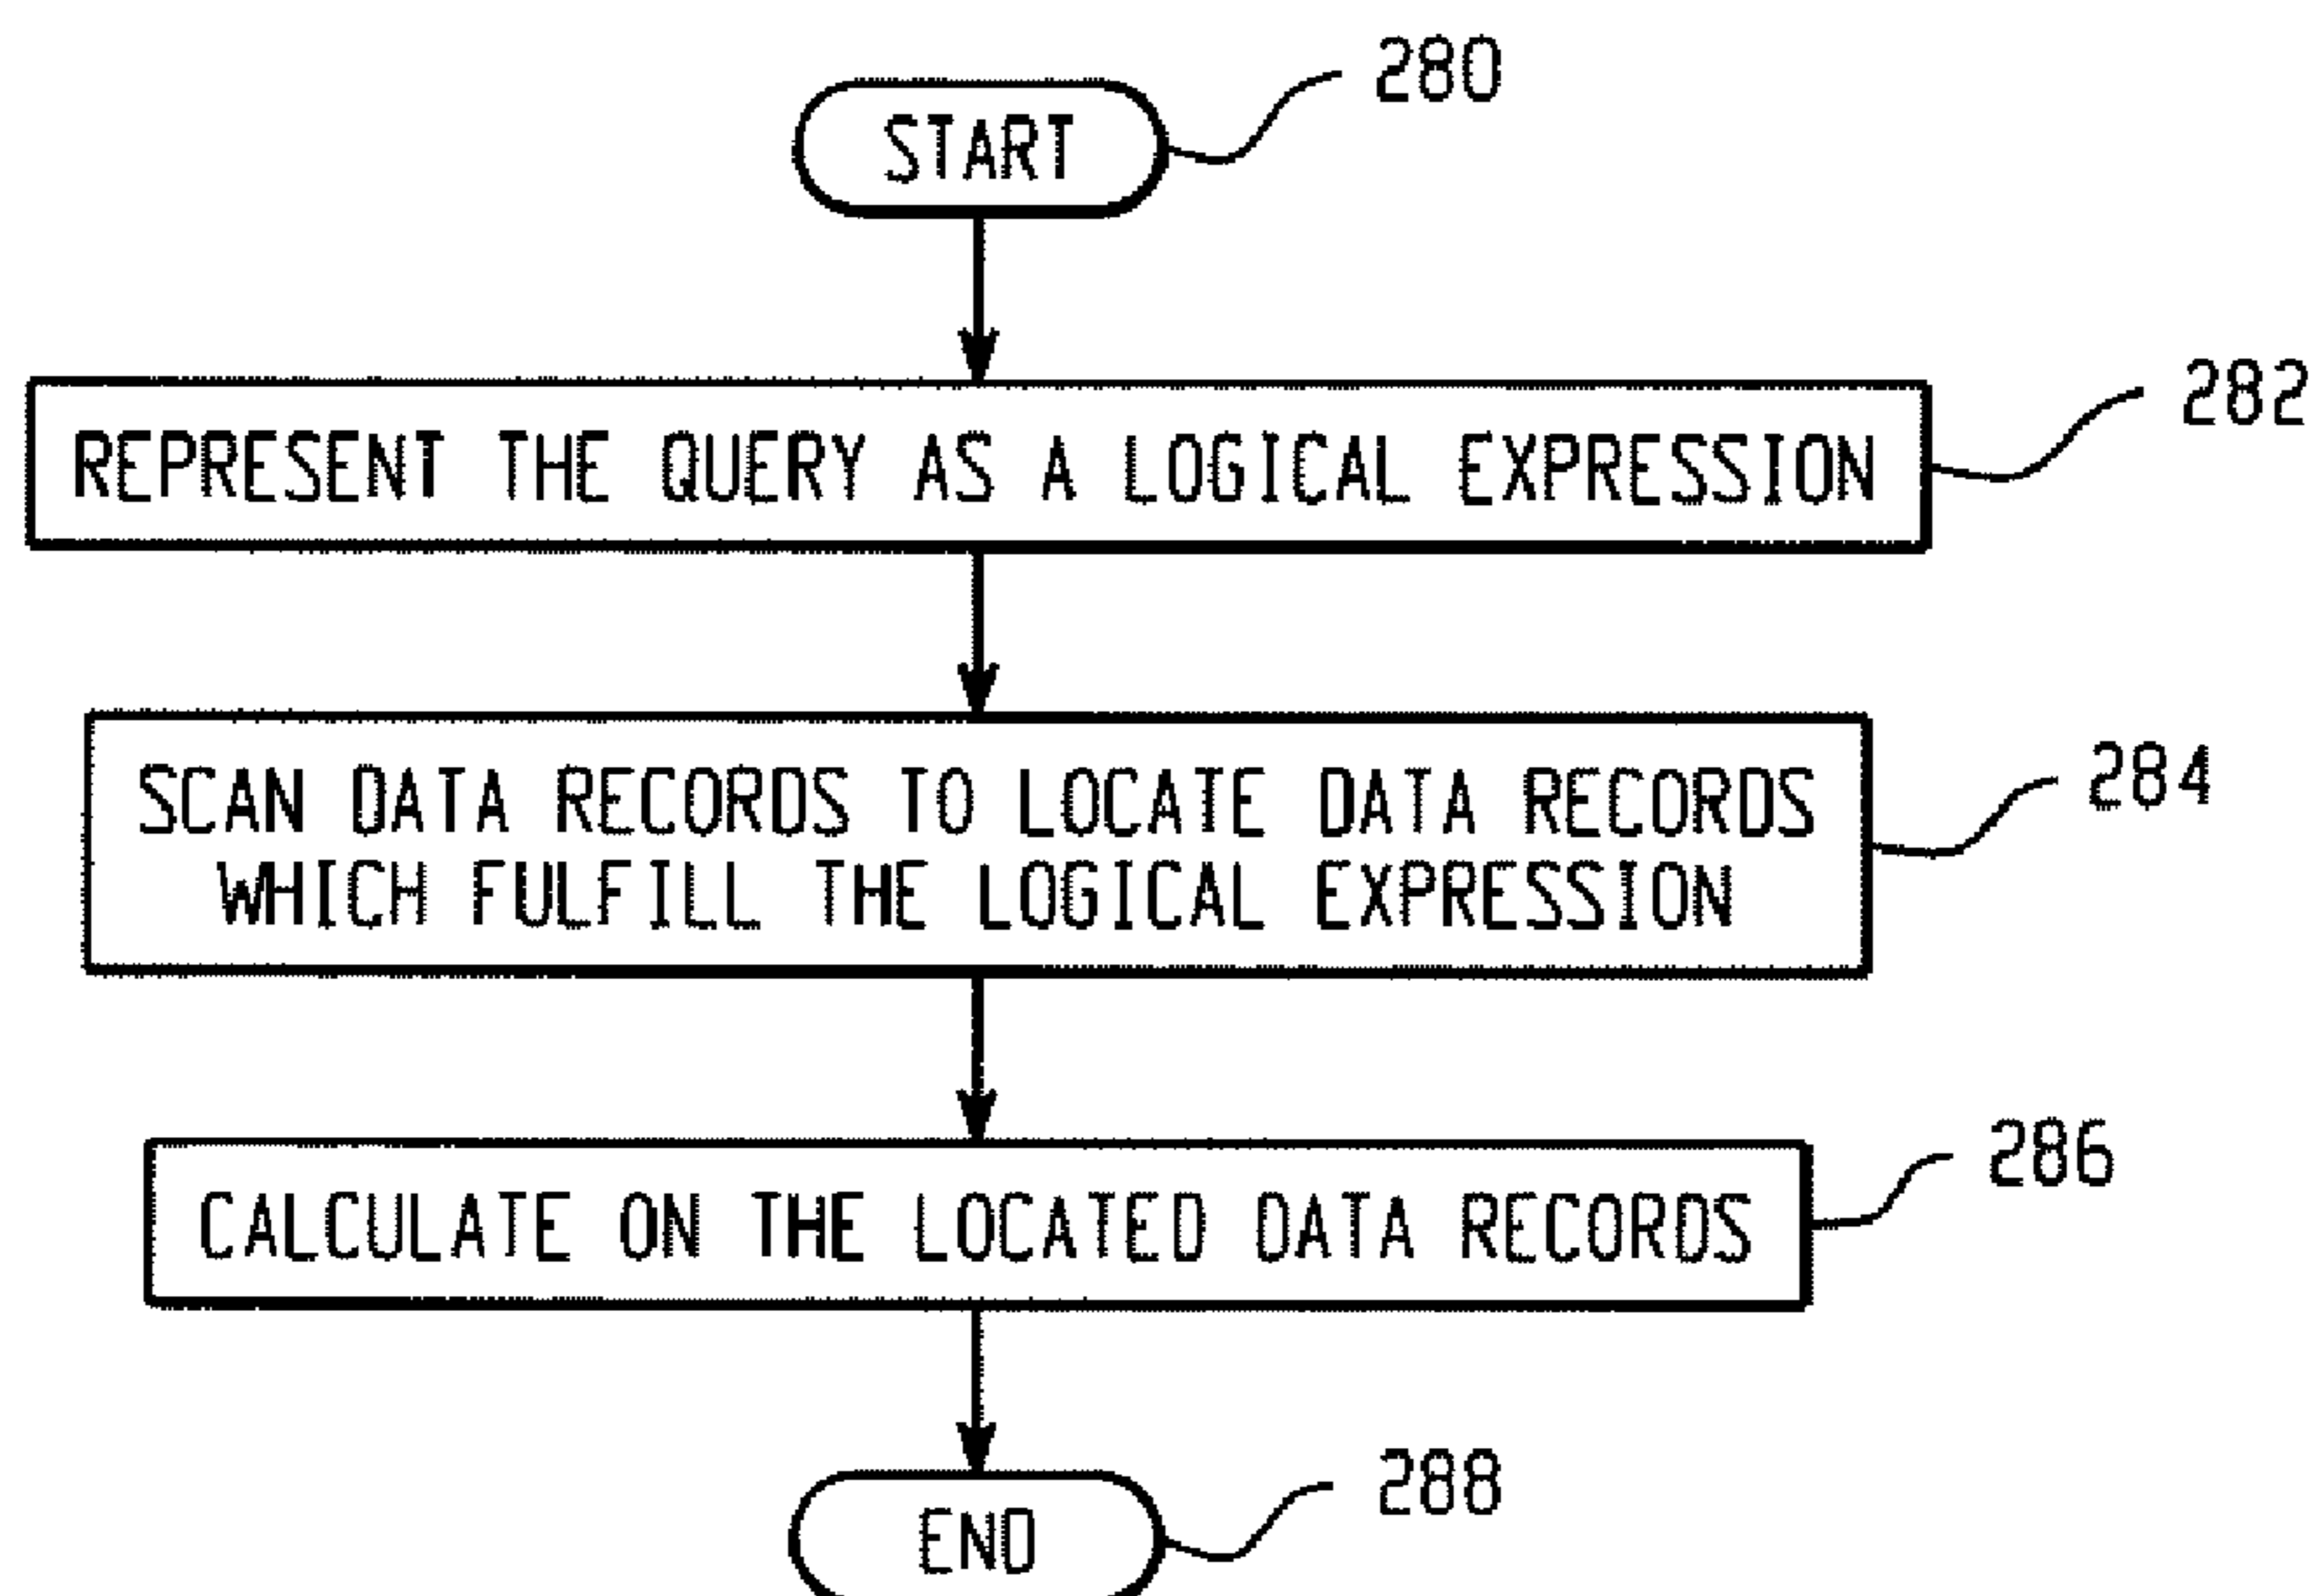 280
START
282
REPRESENT THE QUERY AS A LOGICAL EXPRESSION
284
SCAN DATA RECORDS TO LOCATE DATA RECORDS
WHICH FULFILL THE LOGICAL EXPRESSION
286
CALCULATE ON THE LOCATED DATA RECORDS
288
END